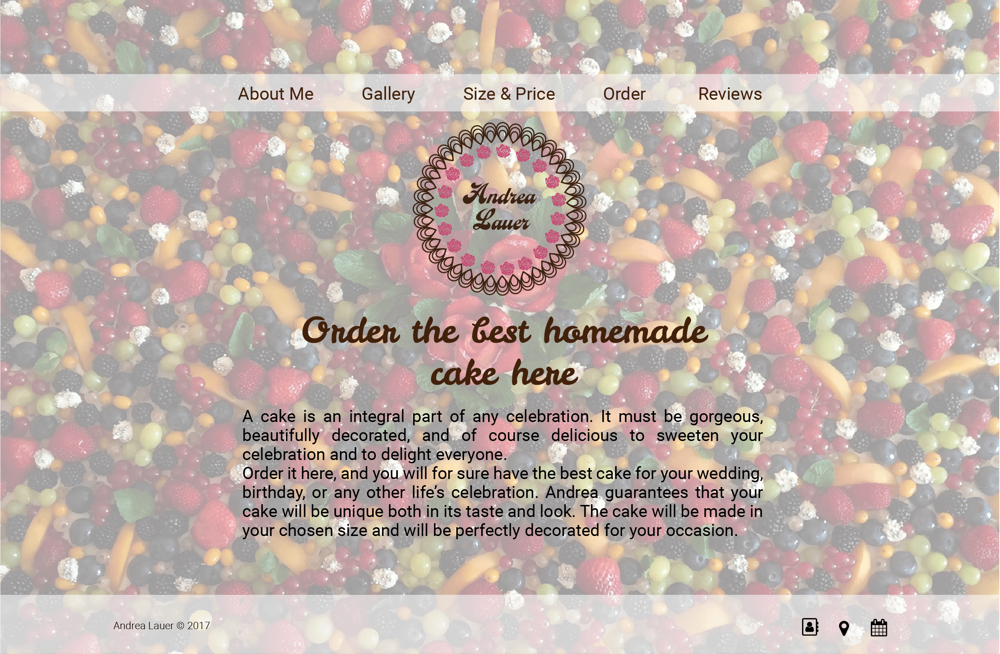 About Me Gallery Size & Price Order Reviews
Andrea
Lauer
Order the best homemade
cake here
A cake is an integral part of any celebration. It must be gorgeous,
beautifully decorated, and of course delicious to sweeten your
celebration and to delight everyone.
Order it here, and you will for sure have the best cake for your wedding,
birthday, or any other life’s celebration. Andrea guarantees that your
cake will be unique both in its taste and look. The cake will be made in
your chosen size and will be perfectly decorated for your occasion.
Andrea Lauer © 2017